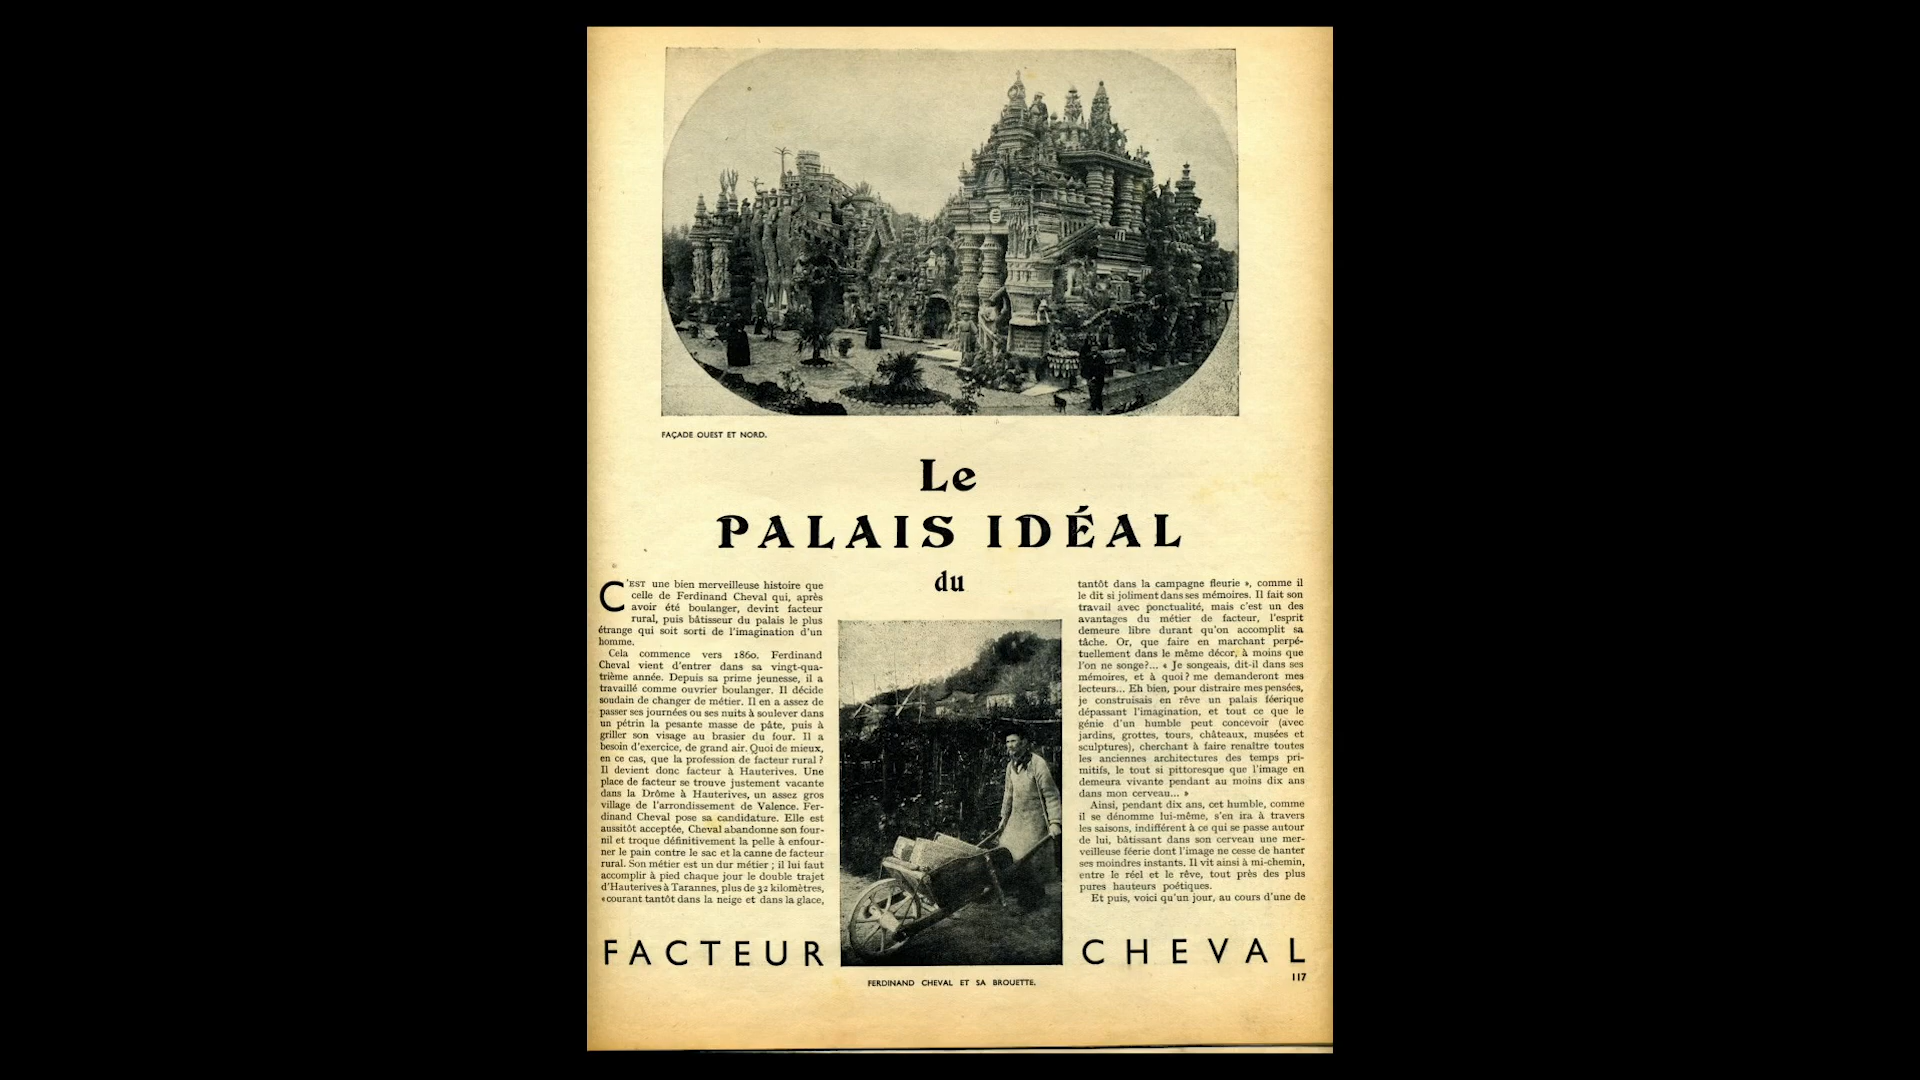 FAÇADE OUEST ET NORD.
Le
PALAIS IDÉAL
du
FACTEUR CHEVAL
C'EST une bien merveilleuse histoire que
celle de Ferdinand Cheval qui, après
avoir été boulanger, devint facteur
rural, puis bâtisseur du palais le plus
étrange qui soit sorti de l'imagination d'un
homme.
Cela commence vers 1860. Ferdinand
Cheval vient d'entrer dans sa vingt-qua-
trième année. Depuis sa prime jeunesse, il a
travaillé comme ouvrier boulanger. Il décide
soudain de changer de métier. Il en a assez de
passer ses journées ou ses nuits à soulever dans
un pétrin la pesante masse de pâte, puis à
griller son visage au brasier du four. Il a
besoin d'exercice, de grand air. Quoi de mieux,
en ce cas, que la profession de facteur rural ?
Il devient donc facteur à Hauterives. Une
place de facteur se trouve justement vacante
dans la Drôme à Hauterives, un assez gros
village de l'arrondissement de Valence. Fer-
dinand Cheval pose sa candidature. Elle est
aussitôt acceptée, Cheval abandonne son four-
nil et troque définitivement la pelle à enfour-
ner le pain contre le sac et la canne de facteur
rural. Son métier est un dur métier ; il lui faut
accomplir à pied chaque jour le double trajet
d'Hauterives à Tarannes, plus de 32 kilomètres,
« courant tantôt dans la neige et dans la glace,
tantôt dans la campagne fleurie », comme il
le dit si joliment dans ses mémoires. Il fait son
travail avec ponctualité, mais c'est un des
avantages du métier de facteur, l'esprit
demeure libre durant qu'on accomplit sa
tâche. Or, que faire en marchant perpé-
tuellement dans le même décor, à moins que
l'on ne songe?... « Je songeais, dit-il dans ses
mémoires, et à quoi? me demanderont mes
lecteurs... Eh bien, pour distraire mes pensées,
je construisais en rêve un palais féerique
dépassant l'imagination, et tout ce que le
génie d'un humble peut concevoir (avec
jardins, grottes, tours, châteaux, musées et
sculptures), cherchant à faire renaître toutes
les anciennes architectures des temps pri-
mitifs, le tout si pittoresque que l'image en
demeura vivante pendant au moins dix ans
dans mon cerveau... »
Ainsi, pendant dix ans, cet humble, comme
il se dénomme lui-même, s'en ira à travers
les saisons, indifférent à ce qui se passe autour
de lui, bâtissant dans son cerveau une mer-
veilleuse féerie dont l'image ne cesse de hanter
ses moindres instants. Il vit ainsi à mi-chemin,
entre le réel et le rêve, tout près des plus
pures hauteurs poétiques.
Et puis, voici qu'un jour, au cours d'une de
FERDINAND CHEVAL ET SA BROUETTE.
117